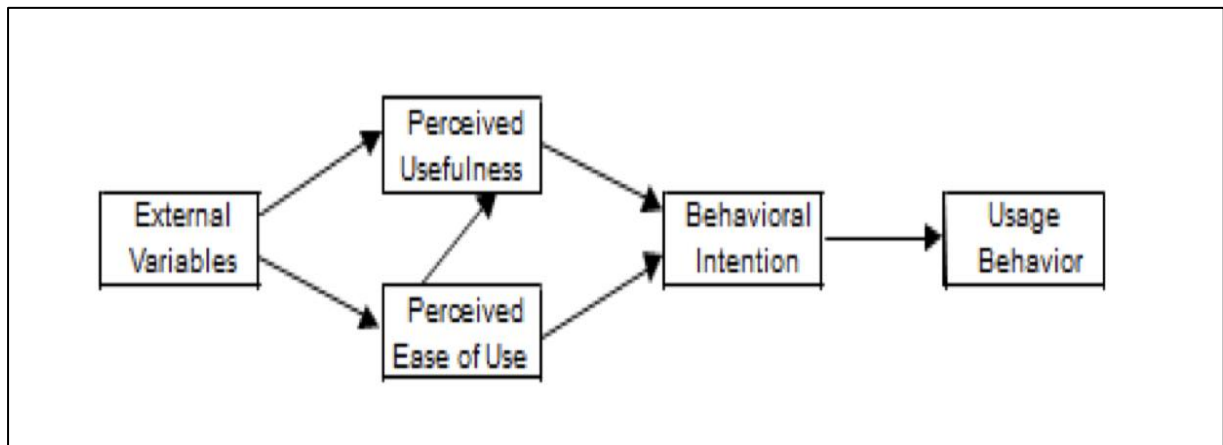 External
Variables
Perceived
Usefulness
Perceived
Ease of Use
Behavioral
Intention
Usage
Behavior